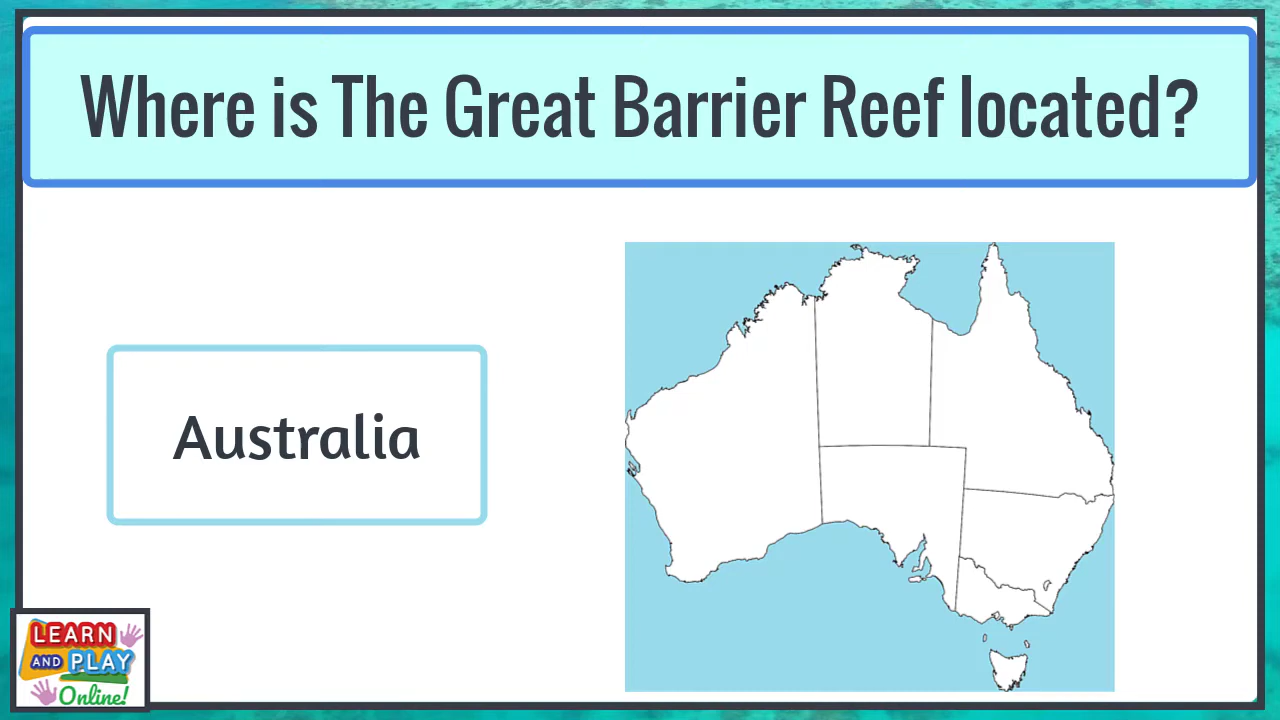 Where is The Great Barrier Reef located?
Australia
LEARN
AND PLAY
Online!